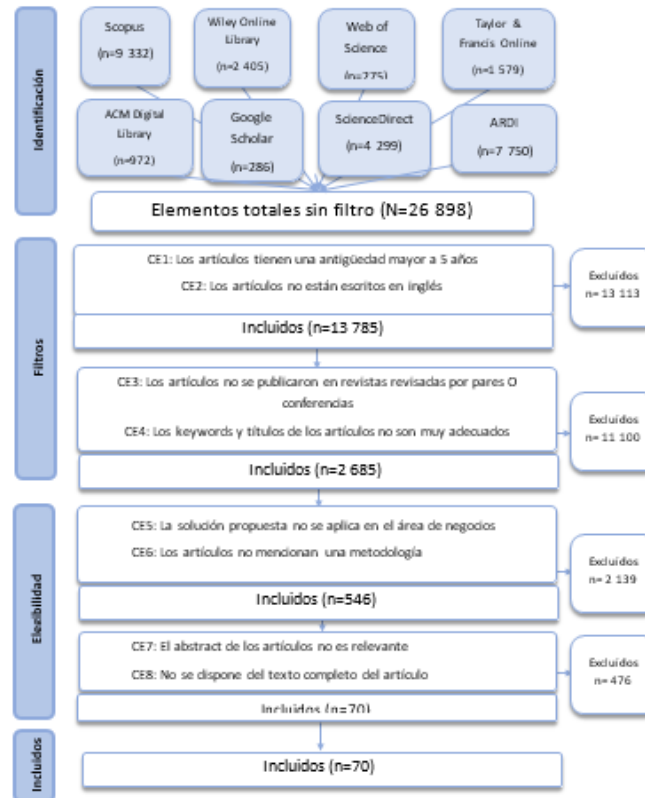 Identificación
Scopus
(n=9 332)
Wiley Online
Library
(n=2 405)
Web of
Science
(n=275)
Taylor &
Francis Online
(n=1 579)
ACM Digital
Library
(n=972)
Google
Scholar
(n=286)
ScienceDirect
(n=4 299)
ARDI
(n=7 750)
Elementos totales sin filtro (N=26 898)
Filtros
CE1: Los artículos tienen una antigüedad mayor a 5 años
CE2: Los artículos no están escritos en inglés
Excluídos
n= 13 113
Incluidos (n=13 785)
CE3: Los artículos no se publicaron en revistas revisadas por pares O
conferencias
CE4: Los keywords y títulos de los artículos no son muy adecuados
Excluídos
n= 11 100
Incluidos (n=2 685)
Elegibilidad
CE5: La solución propuesta no se aplica en el área de negocios
CE6: Los artículos no mencionan una metodología
Excluídos
n= 2 139
Incluidos (n=546)
CE7: El abstract de los artículos no es relevante
CE8: No se dispone del texto completo del artículo
Excluídos
n= 476
Incluidos (n=70)
Incluidos
Incluidos (n=70)